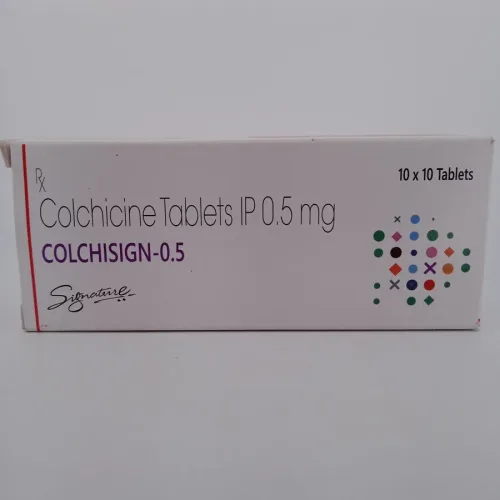 Rx
10 x 10 Tablets
Colchicine Tablets IP 0.5 mg
COLCHISIGN-0.5
Signature